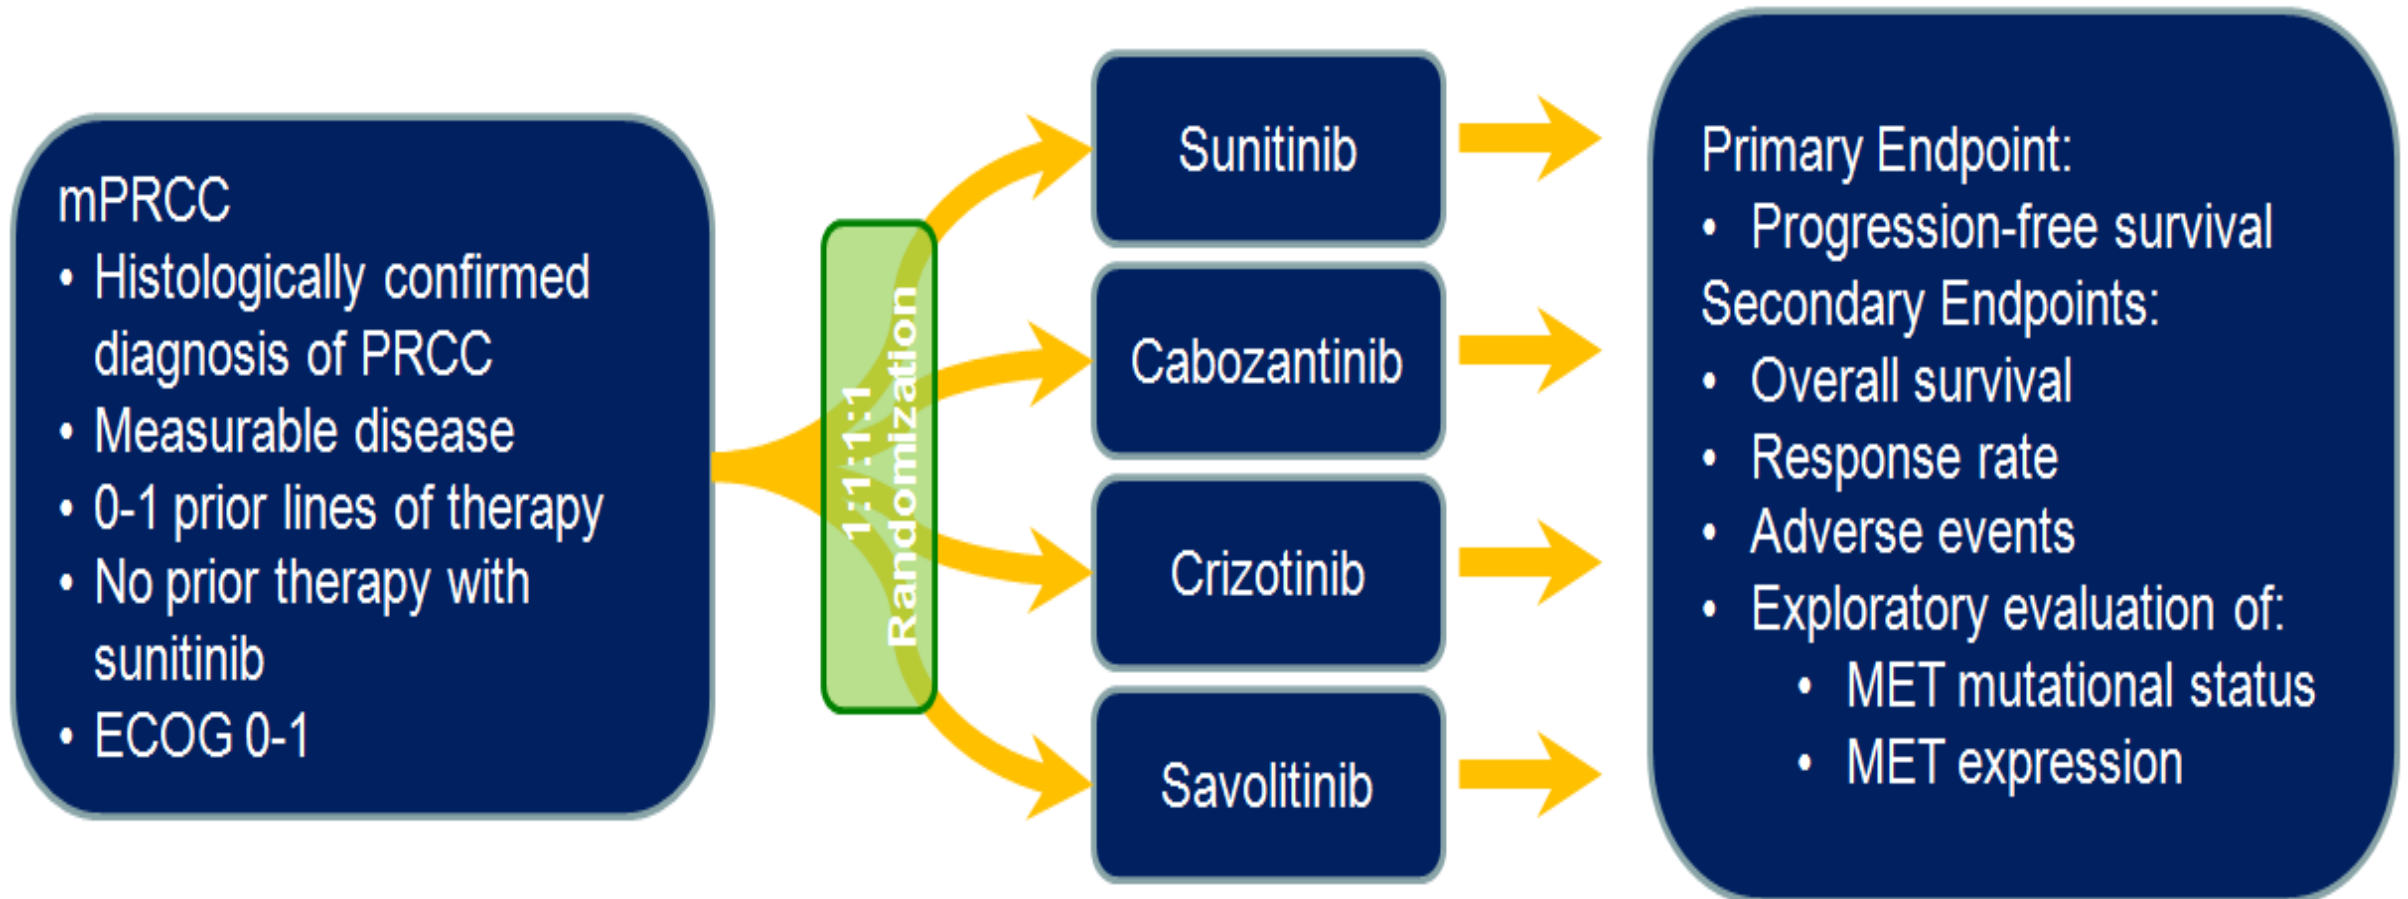 mPRCC
• Histologically confirmed
diagnosis of PRCC
• Measurable disease
• 0-1 prior lines of therapy
• No prior therapy with
sunitinib
• ECOG 0-1
1:1:1:1
Randomization
Sunitinib
Cabozantinib
Crizotinib
Savolitinib
Primary Endpoint:
• Progression-free survival
Secondary Endpoints:
• Overall survival
• Response rate
• Adverse events
• Exploratory evaluation of:
• MET mutational status
• MET expression